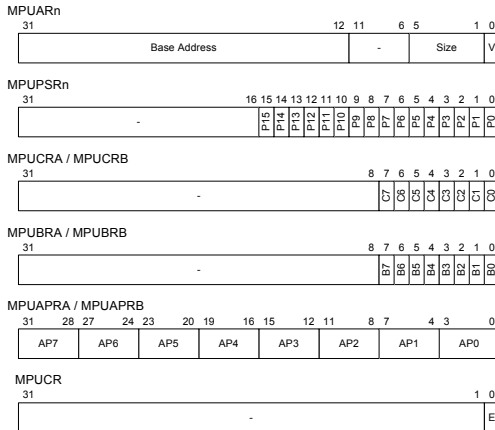 MPUARn
31 12 11 6 5 1 0
Base Address - Size V
MPUPSRn
31 16 15 14 13 12 11 10 9 8 7 6 5 4 3 2 1 0
- P15 P14 P13 P12 P11 P10 P9 P8 P7 P6 P5 P4 P3 P2 P1 P0
MPUCRA / MPUCRB
31 8 7 6 5 4 3 2 1 0
- C7 C6 C5 C4 C3 C2 C1 C0
MPUBRA / MPUBRB
31 8 7 6 5 4 3 2 1 0
- B7 B6 B5 B4 B3 B2 B1 B0
MPUAPRA / MPUAPRB
31 28 27 24 23 20 19 16 15 12 11 8 7 4 3 0
AP7 AP6 AP5 AP4 AP3 AP2 AP1 AP0
MPUCR
31 1 0
- E